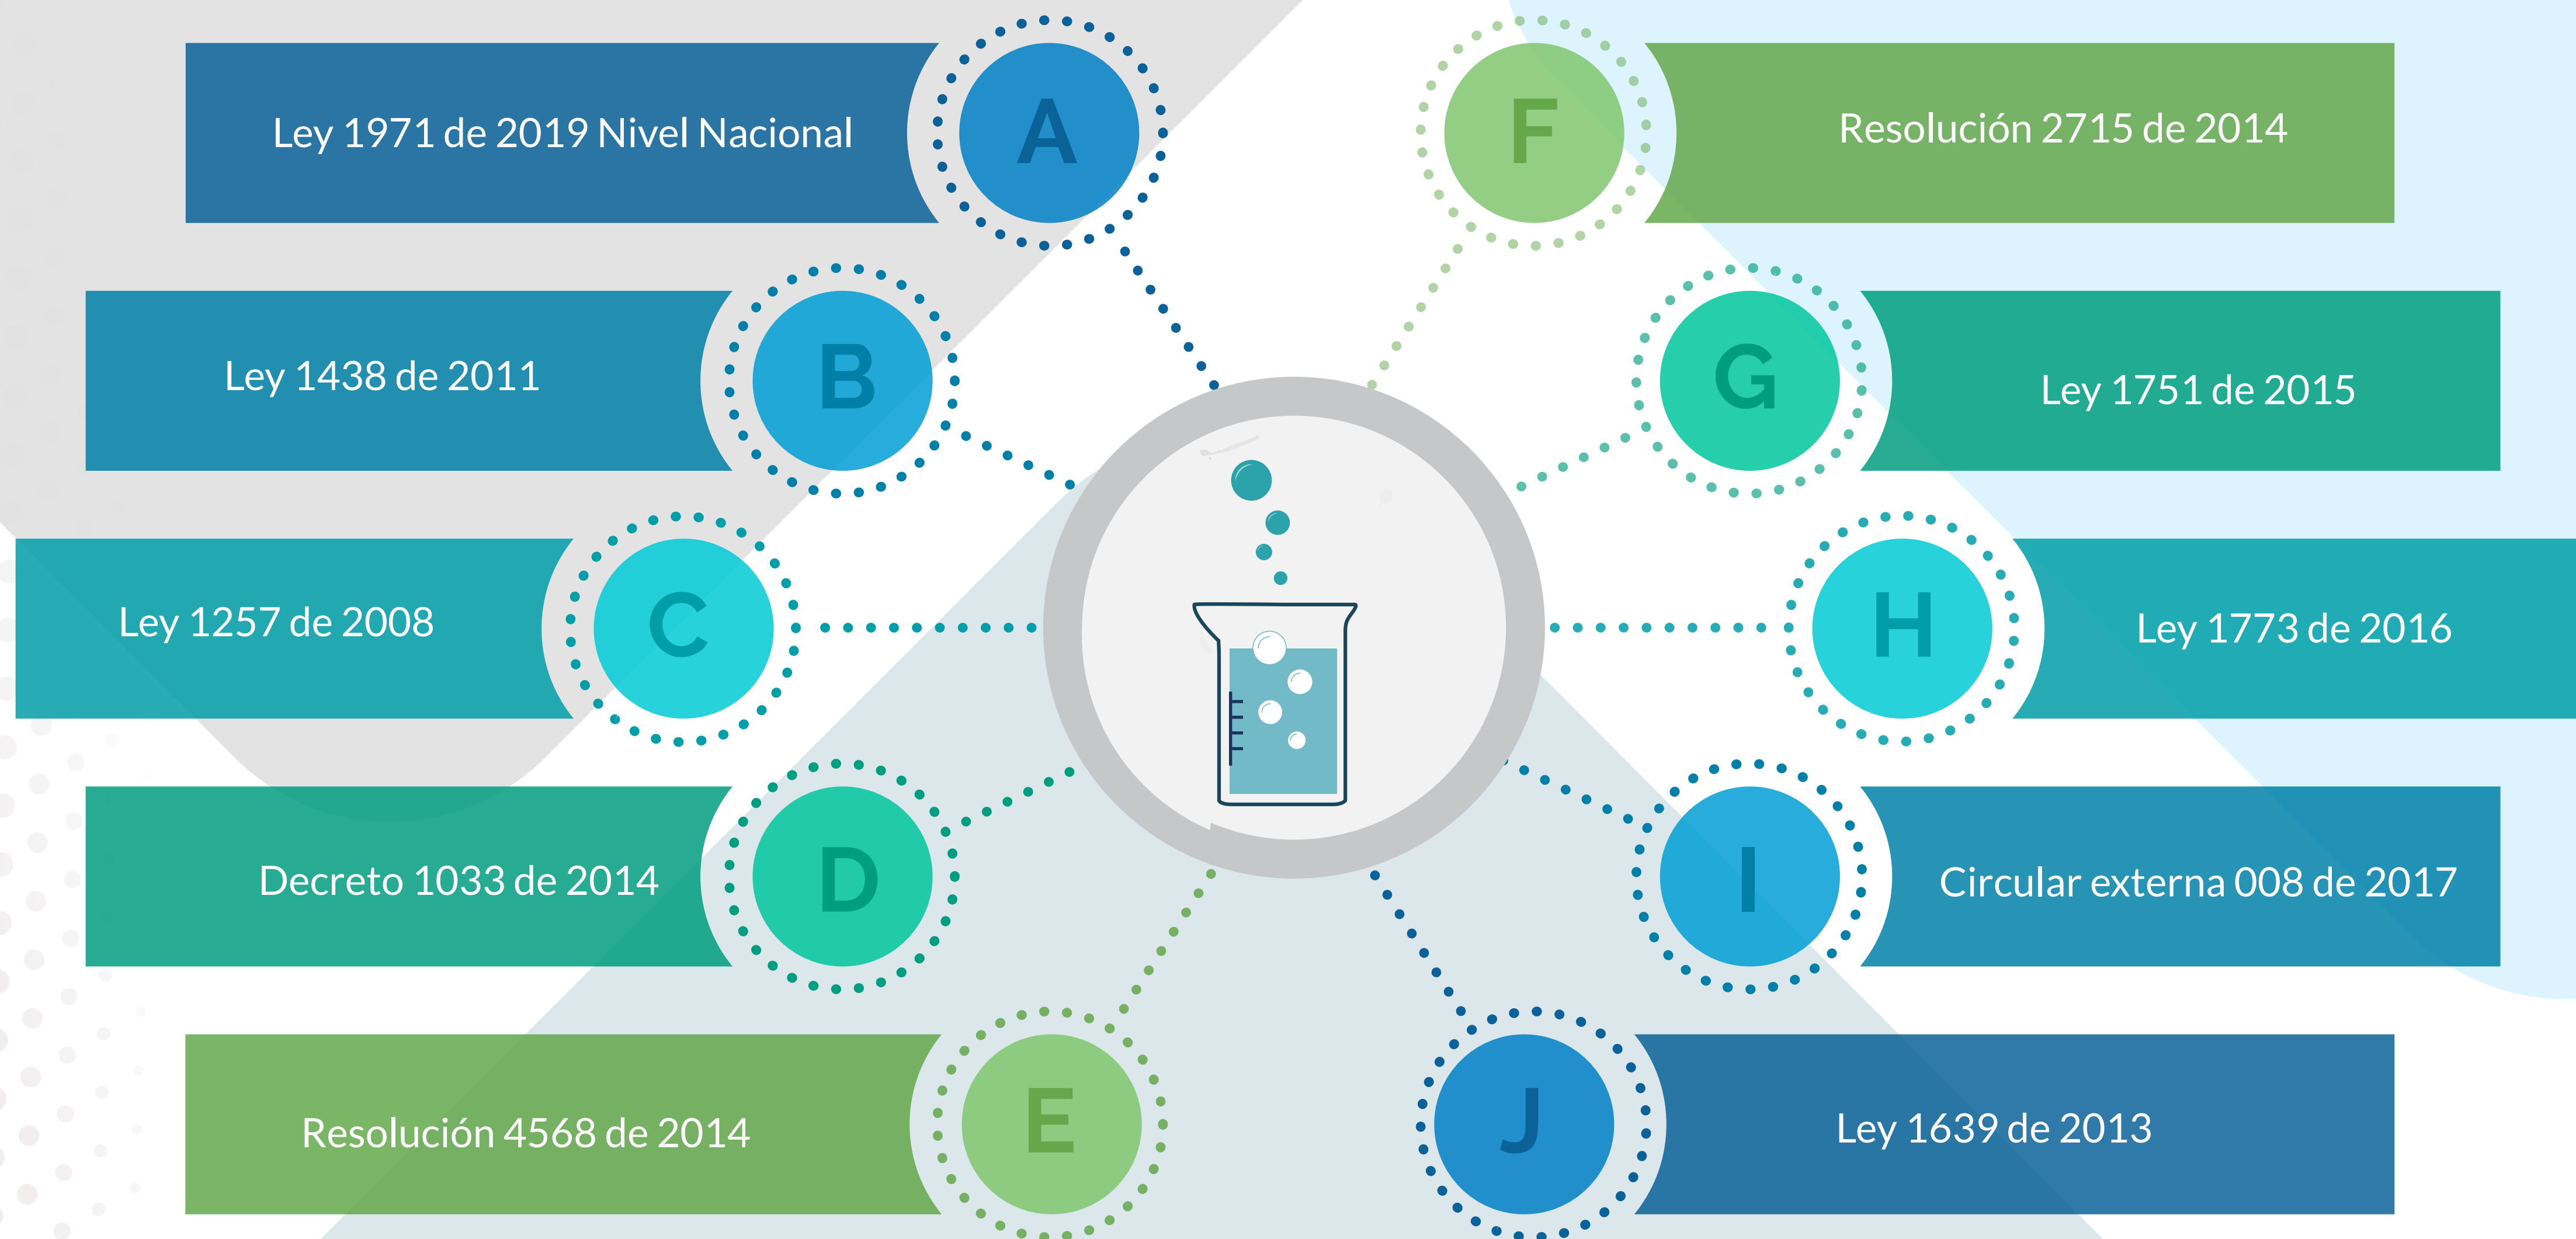 Ley 1971 de 2019 Nivel Nacional
A
Ley 1438 de 2011
B
Ley 1257 de 2008
C
Decreto 1033 de 2014
D
Resolución 4568 de 2014
E
F
Resolución 2715 de 2014
G
Ley 1751 de 2015
H
Ley 1773 de 2016
I
Circular externa 008 de 2017
J
Ley 1639 de 2013